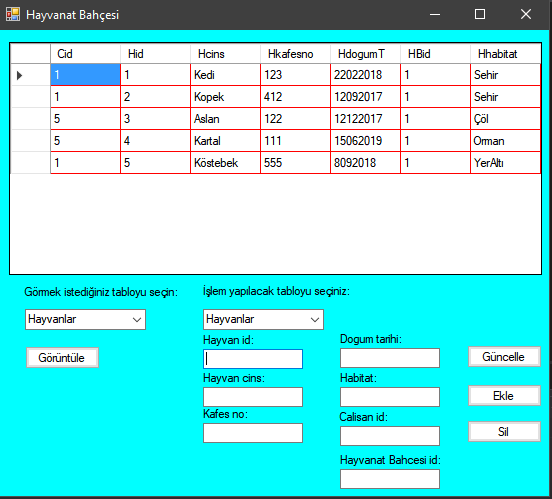 Hayvanat Bahçesi
Cid Hid Hcins Hkafesno HdogumT HBid Hhabitat
1 1 Kedi 123 22022018 1 Sehir
1 2 Kopek 412 12092017 1 Sehir
5 3 Aslan 122 12122017 1 Çöl
5 4 Kartal 111 15062019 1 Orman
1 5 Köstebek 555 8092018 1 YerAltı
Görmek istediğiniz tabloyu seçin: İşlem yapılacak tabloyu seçiniz:
Hayvanlar Hayvanlar
Hayvan id: Dogum tarihi:
Görüntüle Güncelle
Hayvan cins: Habitat:
Ekle
Kafes no: Calisan id:
Sil
Hayvanat Bahcesi id: